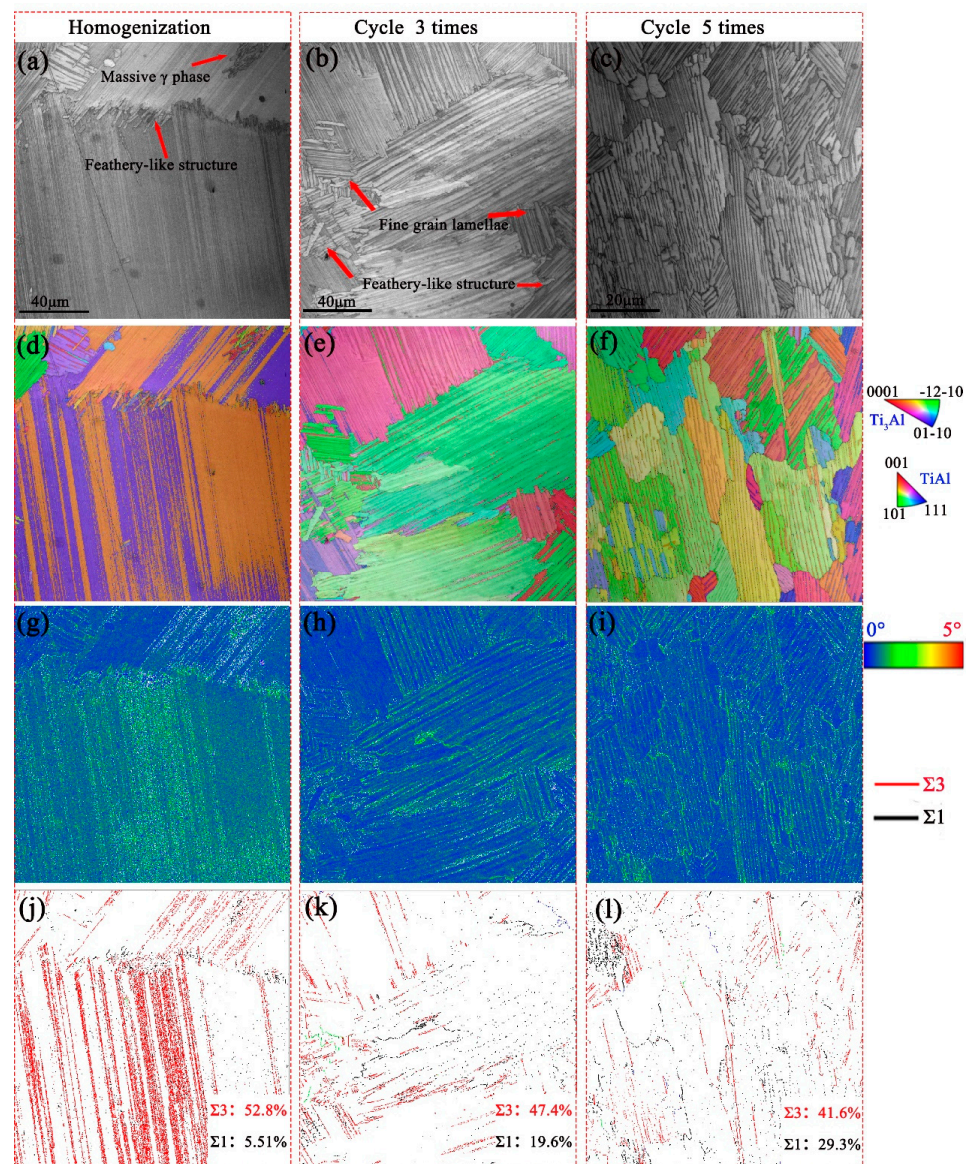 Homogenization
Cycle 3 times
Cycle 5 times
(a)
Massive γ phase
Feathery-like structure
40μm
(b)
Fine grain lamellae
Feathery-like structure
40μm
(c)
20μm
(d)
(e)
(f)
0001
-12-10
Ti₃Al
01-10
001
TiAl
101
111
(g)
(h)
(i)
0°
5°
Σ3
Σ1
(j)
Σ3: 52.8%
Σ1: 5.51%
(k)
Σ3: 47.4%
Σ1: 19.6%
(l)
Σ3: 41.6%
Σ1: 29.3%